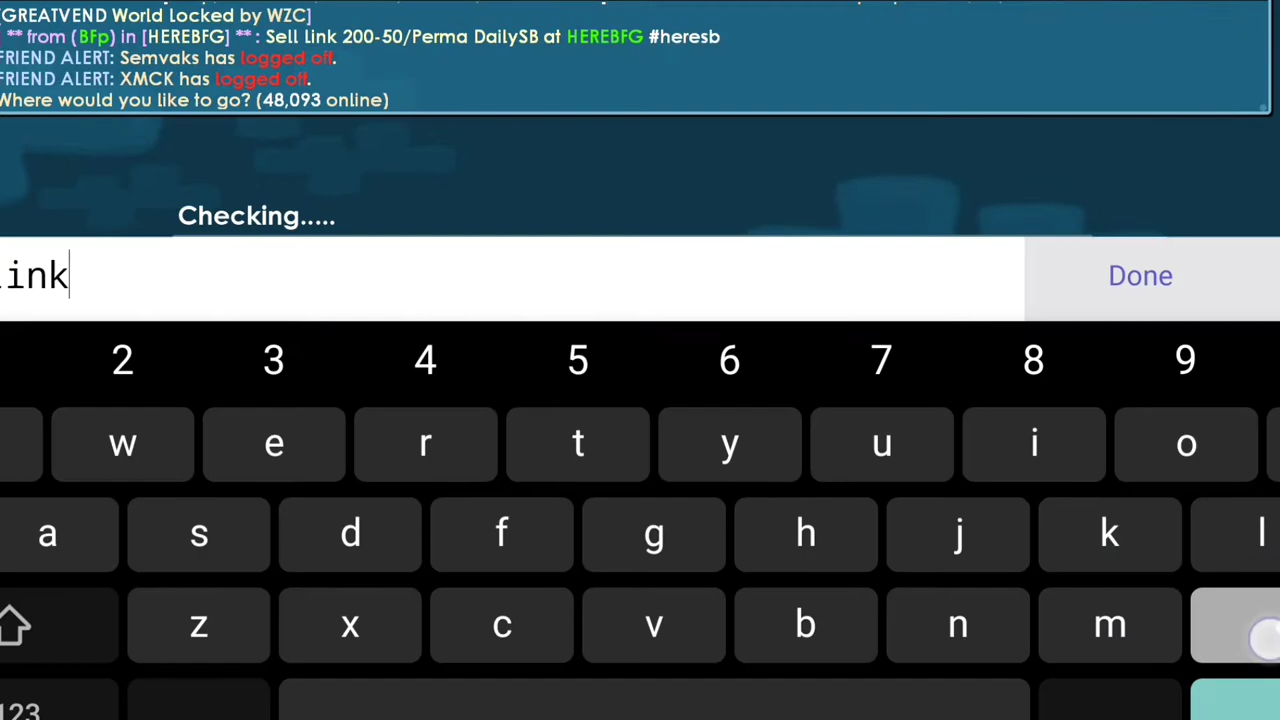 [GREATVEND World Locked by WZC]
** from (BFp) in [HEREBFG] ** : Sell link 200-50/Perma DailySB at HEREBFG #heresb
FRIEND ALERT: Semvaks has logged off.
FRIEND ALERT: XMCK has logged off.
Where would you like to go? (48,093 online)
Checking.....
link
Done
2 3 4 5 6 7 8 9
w e r t y u i o
a s d f g h j k l
z x c v b n m
123